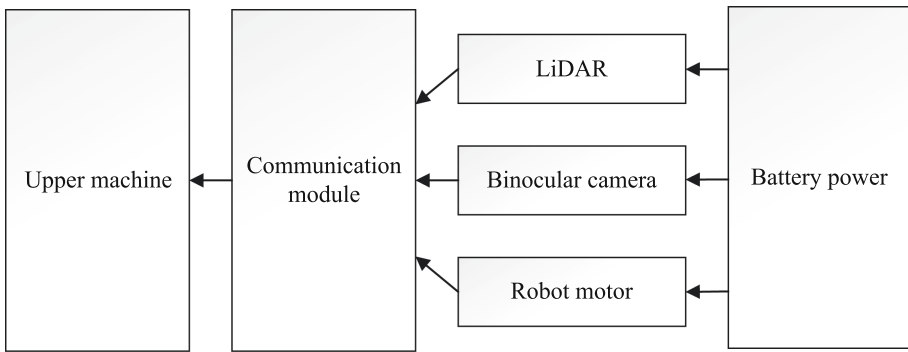 Upper machine
Communication
module
LiDAR
Binocular camera
Robot motor
Battery power